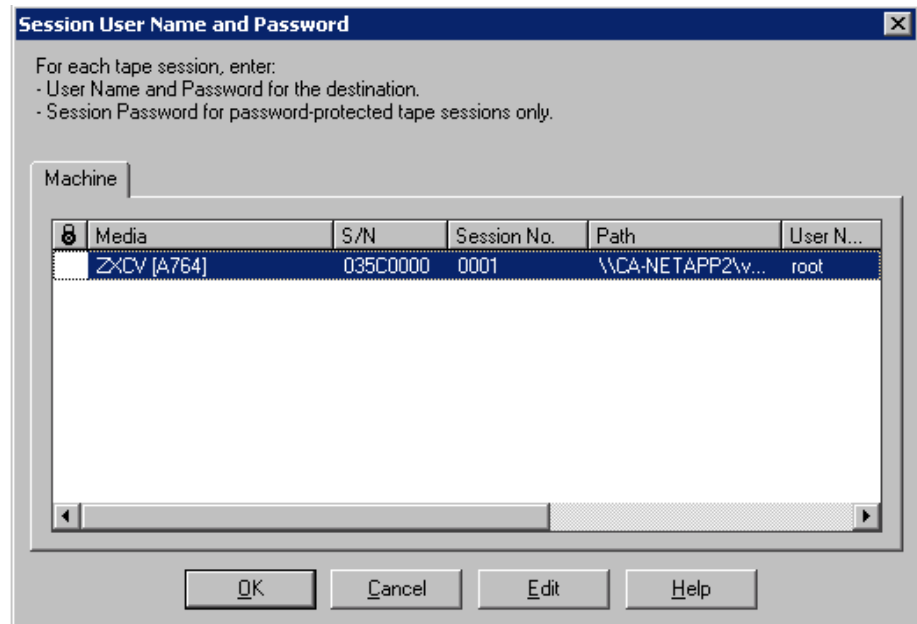 Session User Name and Password
For each tape session, enter:
- User Name and Password for the destination.
- Session Password for password-protected tape sessions only.
Machine
Media S/N Session No. Path User N...
ZXCV [A764] 035C0000 0001 \\CA-NETAPP2\v... root
OK Cancel Edit Help